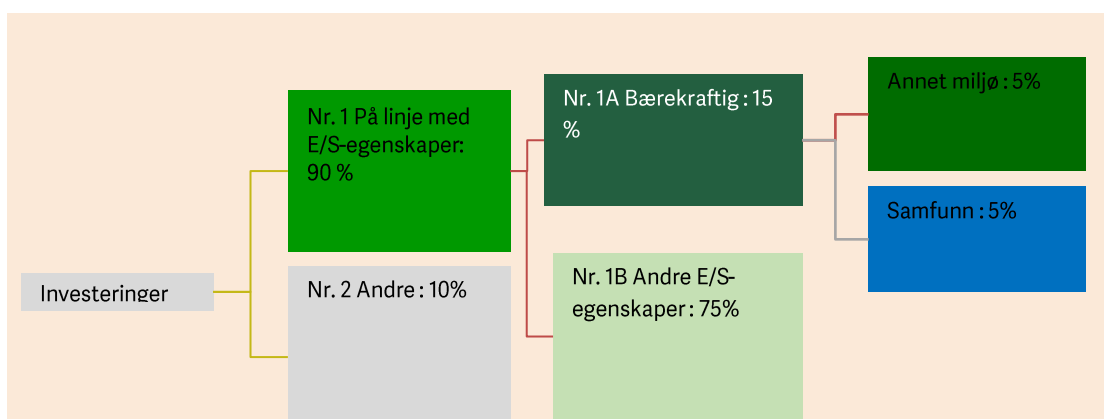 Investeringer
Nr. 1 På linje med
E/S-egenskaper:
90 %
Nr. 2 Andre : 10%
Nr. 1A Bærekraftig : 15
%
Nr. 1B Andre E/S-
egenskaper : 75%
Annet miljø : 5%
Samfunn : 5%